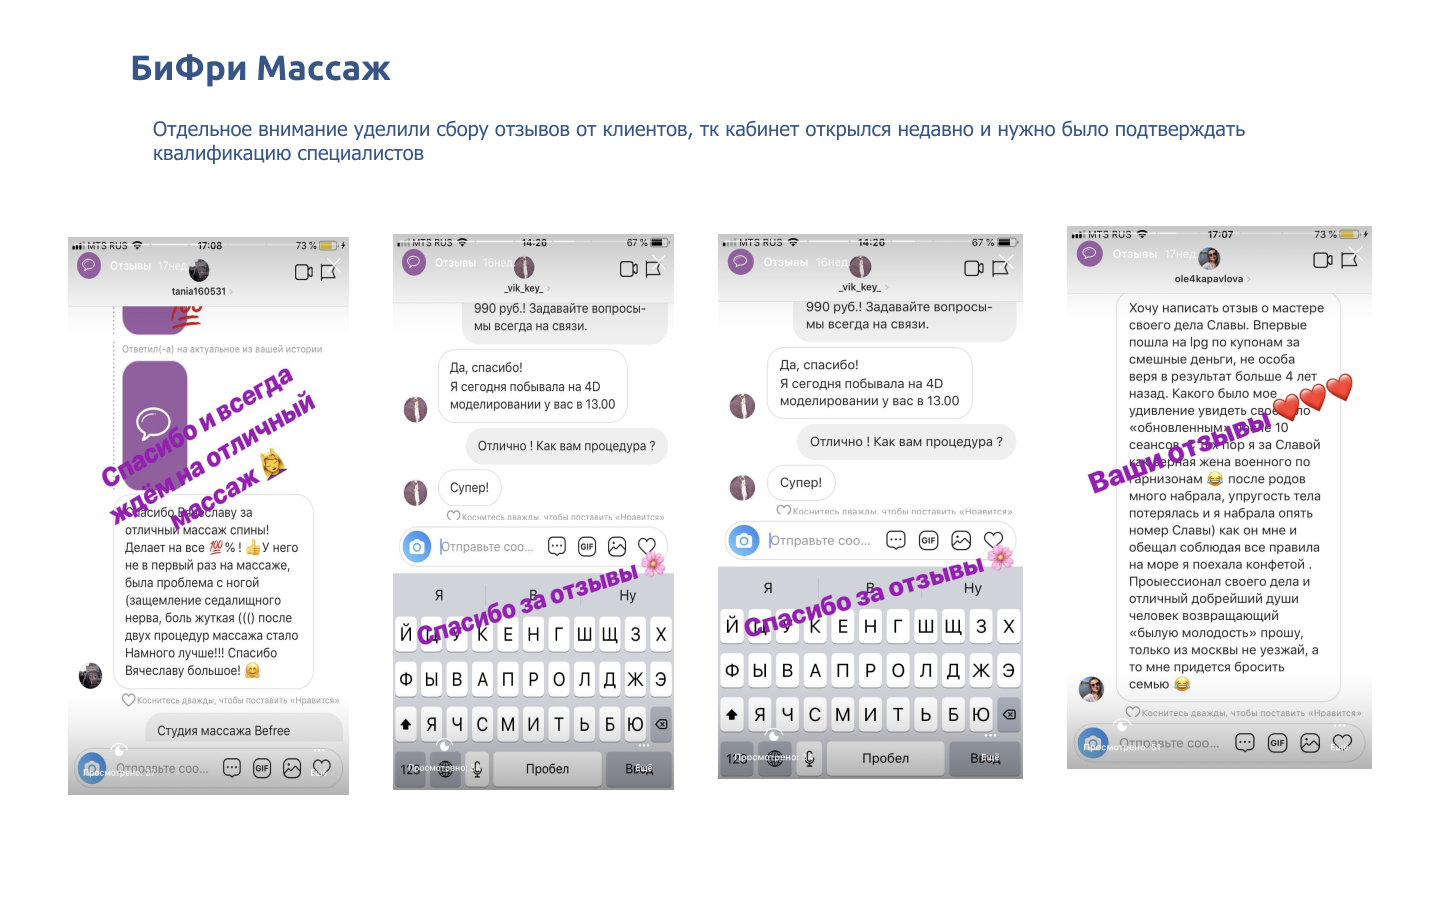 БиФри Массаж
Отдельное внимание уделили сбору отзывов от клиентов, тк кабинет открылся недавно и нужно было подтверждать
квалификацию специалистов
MTS RUS 17:08 73 %
Отзывы 17нед.
tania160531
Ответил(-а) на актуальное из вашей истории
Спасибо и всегда
ждём на отличный
массаж
Спасибо Вячеславу за
отличный массаж спины!
Делает на все 💯% ! 👍У него
не в первый раз на массаже,
была проблема с ногой
(защемление седалищного
нерва, боль жуткая ((() после
двух процедур массажа стало
Намного лучше!!! Спасибо
Вячеславу большое! 🤗
Коснитесь дважды, чтобы поставить «Нравится»
Студия массажа Befree
Отправьте соо...
GIF
Просмотрено: 37
Ещё
MTS RUS 14:26 67 %
Отзывы 16нед.
_vik_key_
990 руб.! Задавайте вопросы-
мы всегда на связи.
Да, спасибо!
Я сегодня побывала на 4D
моделировании у вас в 13.00
Отлично ! Как вам процедура ?
Супер!
Коснитесь дважды, чтобы поставить «Нравится»
Отправьте соо...
GIF
Спасибо за отзывы 🌸
Я В Ну
Й Ц У К Е Н Г Ш Щ З Х
Ф Ы В А П Р О Л Д Ж Э
Я Ч С М И Т Ь Б Ю
123 Пробел Ввод
Просмотрено:
Ещё
MTS RUS 14:26 67 %
Отзывы 16нед.
_vik_key_
990 руб.! Задавайте вопросы-
мы всегда на связи.
Да, спасибо!
Я сегодня побывала на 4D
моделировании у вас в 13.00
Отлично ! Как вам процедура ?
Супер!
Коснитесь дважды, чтобы поставить «Нравится»
Отправьте соо...
GIF
Спасибо за отзывы 🌸
Я В Ну
Й Ц У К Е Н Г Ш Щ З Х
Ф Ы В А П Р О Л Д Ж Э
Я Ч С М И Т Ь Б Ю
123 Пробел Ввод
Просмотрено:
Ещё
MTS RUS 17:07 73 %
Отзывы 17нед.
ole4kapavlova
Хочу написать отзыв о мастере
своего дела Славы. Впервые
пошла на lpg по купонам за
смешные деньги, не особа
веря в результат больше 4 лет
назад. Какого было мое
удивление увидеть свое
«обновленным» 10
сеансов пор я за Славой
как верная жена военного по
гарнизонам 😂 после родов
много набрала, упругость тела
потерялась и я набрала опять
номер Славы) как он мне и
обещал соблюдая все правила
на море я поехала конфетой .
Проыессионал своего дела и
отличный добрейший души
человек возвращающий
«былую молодость» прошу,
только из москвы не уезжай, а
то мне придется бросить
семью 😂
Ваши отзывы ❤️❤️❤️
Коснитесь дважды, чтобы поставить «Нравится»
Отправьте соо...
GIF
Просмотрено:
Ещё